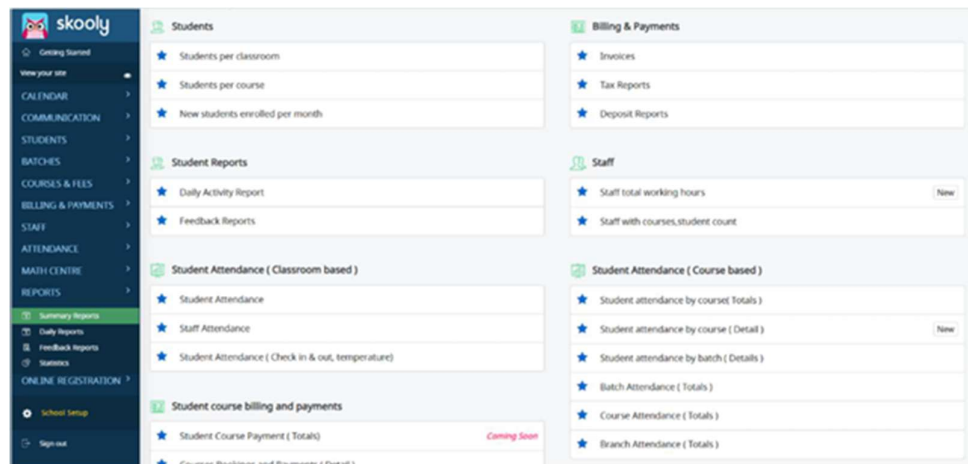 skooly
Getting Started
View your site
CALENDAR
COMMUNICATION
STUDENTS
BATCHES
COURSES & FEES
BILLING & PAYMENTS
STAFF
ATTENDANCE
MATH CENTRE
REPORTS
Summary Reports
Daily Reports
Feedback Reports
Statistics
ONLINE REGISTRATION
School Setup
Sign out
Students
Students per classroom
Students per course
New students enrolled per month
Student Reports
Daily Activity Report
Feedback Reports
Student Attendance ( Classroom based )
Student Attendance
Staff Attendance
Student Attendance ( Check in & out, temperature)
Student course billing and payments
Student Course Payment ( Totals) Coming Soon
Courses Bookings and Payments ( Detail )
Billing & Payments
Invoices
Tax Reports
Deposit Reports
Staff
Staff total working hours New
Staff with courses,student count
Student Attendance ( Course based )
Student attendance by course( Totals )
Student attendance by course ( Detail ) New
Student attendance by batch ( Details )
Batch Attendance ( Totals )
Course Attendance ( Totals )
Branch Attendance ( Totals )